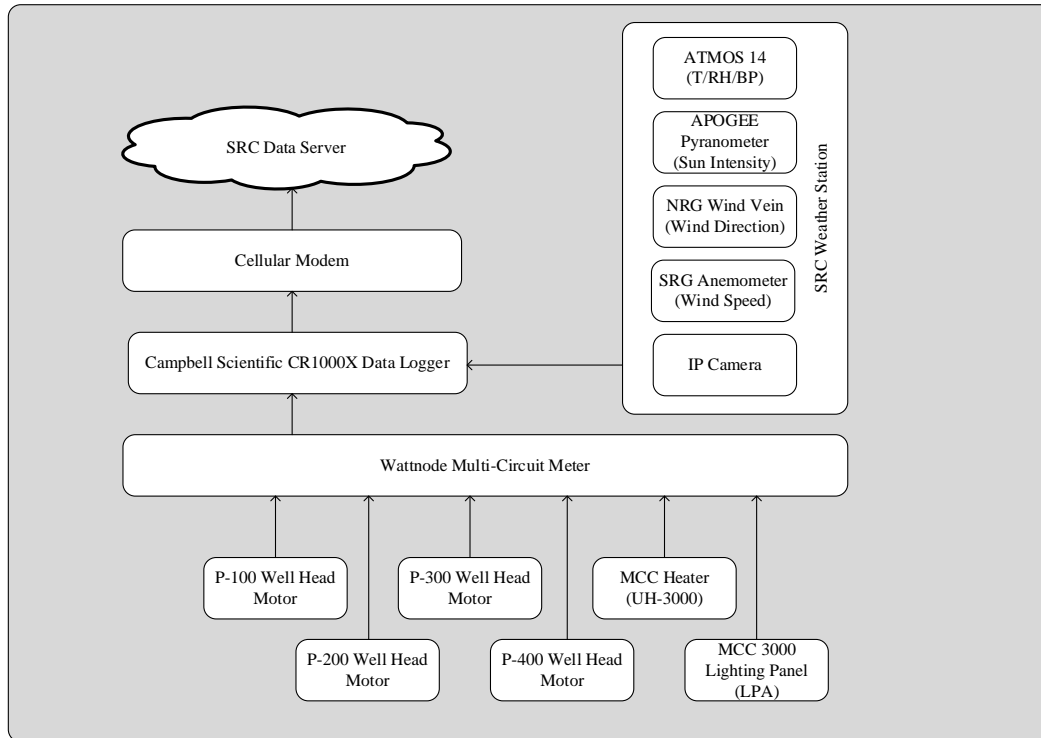 SRC Data Server
Cellular Modem
Campbell Scientific CR1000X Data Logger
ATMOS 14
(T/RH/BP)
APOGEE
Pyranometer
(Sun Intensity)
NRG Wind Vein
(Wind Direction)
SRG Anemometer
(Wind Speed)
IP Camera
SRC Weather Station
Wattnode Multi-Circuit Meter
P-100 Well Head
Motor
P-300 Well Head
Motor
MCC Heater
(UH-3000)
P-200 Well Head
Motor
P-400 Well Head
Motor
MCC 3000
Lighting Panel
(LPA)